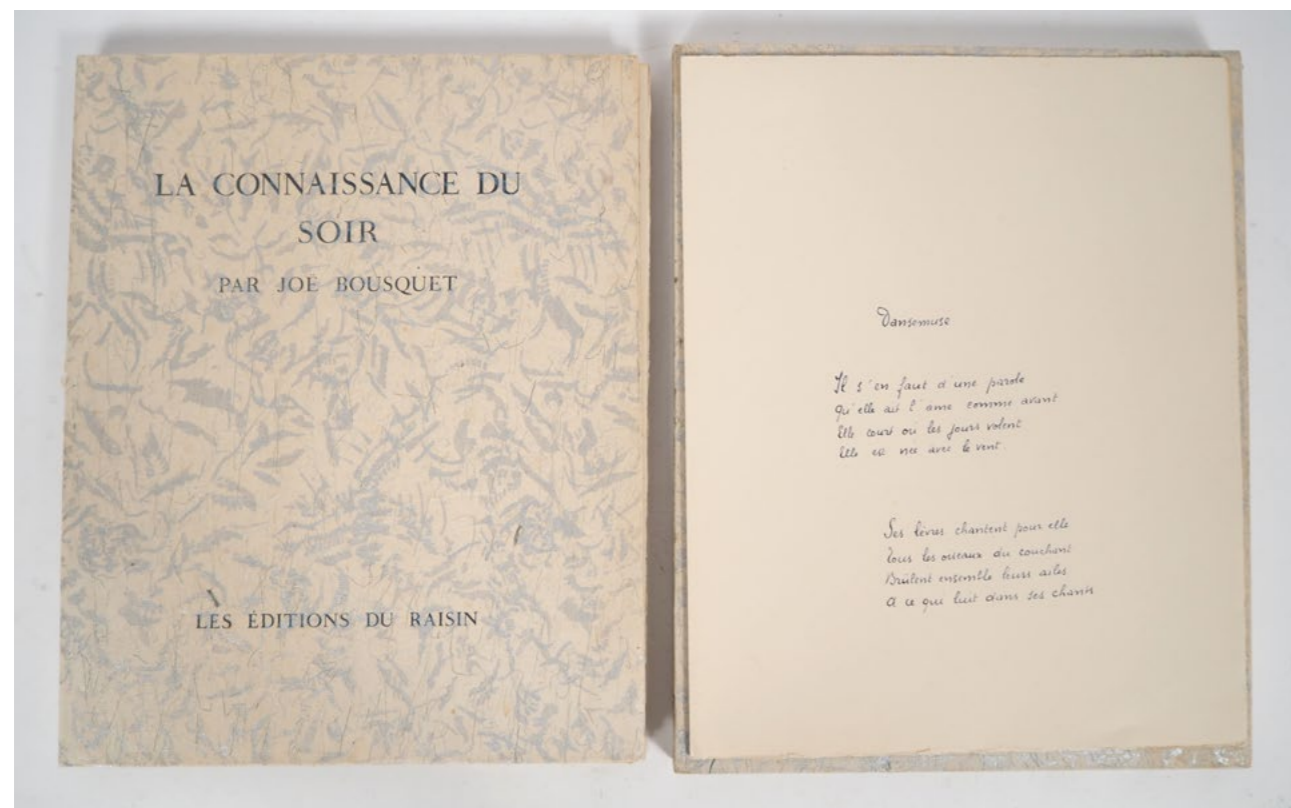 LA CONNAISSANCE DU
SOIR
PAR JOË BOUSQUET
LES ÉDITIONS DU RAISIN
Dansemuse
Il s'en faut d'une parole
Qu'elle ait l'ame comme avant
Elle court où les jours volent
Elle est née avec le vent.
Ses lèvres chantent pour elle
Tous les oiseaux du couchant
Brûlent ensemble leurs ailes
A ce qui luit dans ses chants